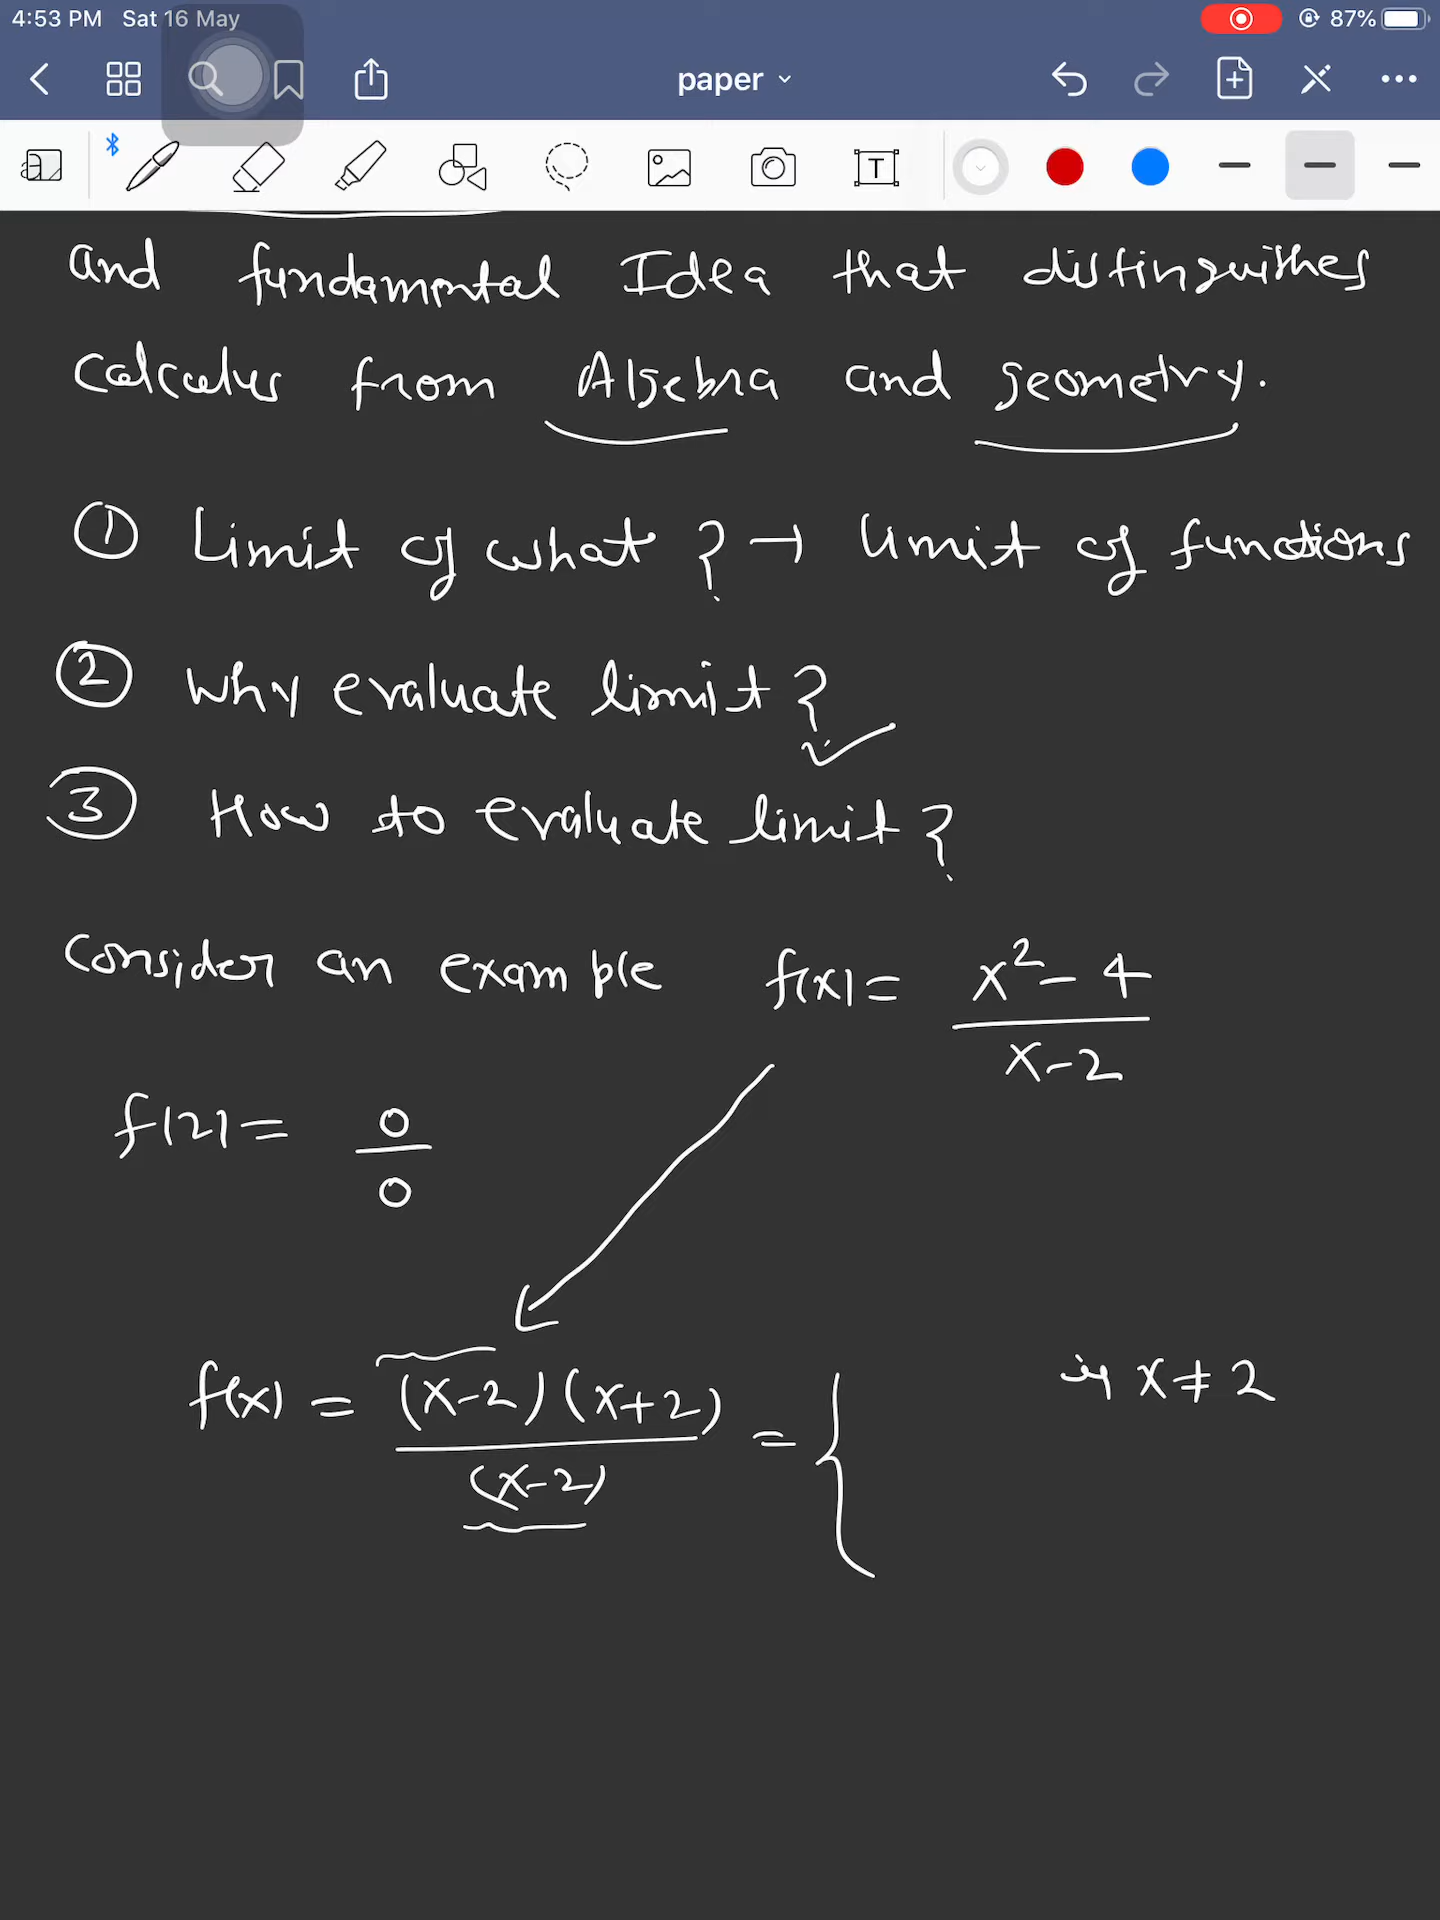 4:53 PM Sat 16 May 87%
paper
a T
and fundamental Idea that distinguishes
calculus from Algebra and geometry.
① Limit of what ? → limit of functions
② Why evaluate limit ?
③ How to evaluate limit ?
consider an example f(x) = x² - 4 / x - 2
f(2) = 0 / 0
f(x) = (x-2)(x+2) / (x-2) = { if x ≠ 2